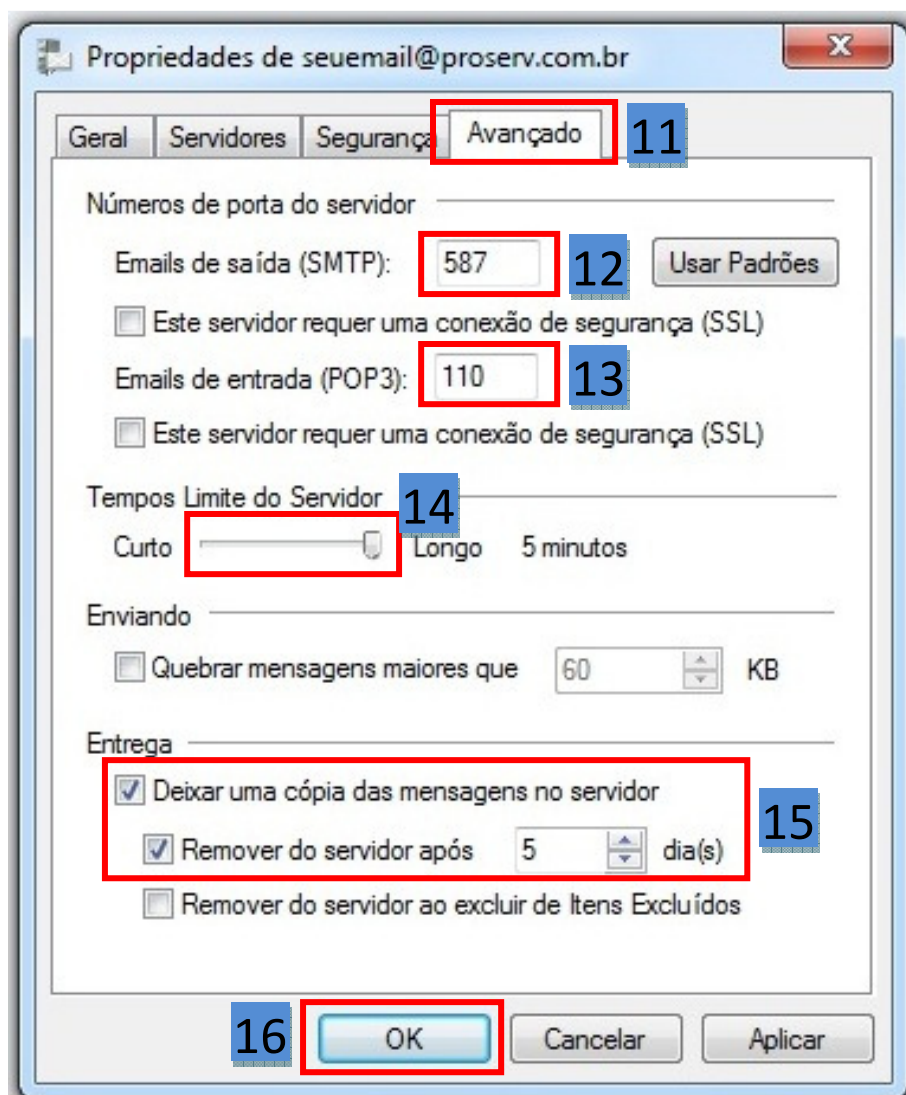 Propriedades de seuemail@proserv.com.br
X
Geral Servidores Segurança Avançado 11
Números de porta do servidor
Emails de saída (SMTP): 587 12 Usar Padrões
Este servidor requer uma conexão de segurança (SSL)
Emails de entrada (POP3): 110 13
Este servidor requer uma conexão de segurança (SSL)
Tempos Limite do Servidor 14
Curto Longo 5 minutos
Enviando
Quebrar mensagens maiores que 60 KB
Entrega
Deixar uma cópia das mensagens no servidor
15
Remover do servidor após 5 dia(s)
Remover do servidor ao excluir de Itens Excluídos
16 OK Cancelar Aplicar